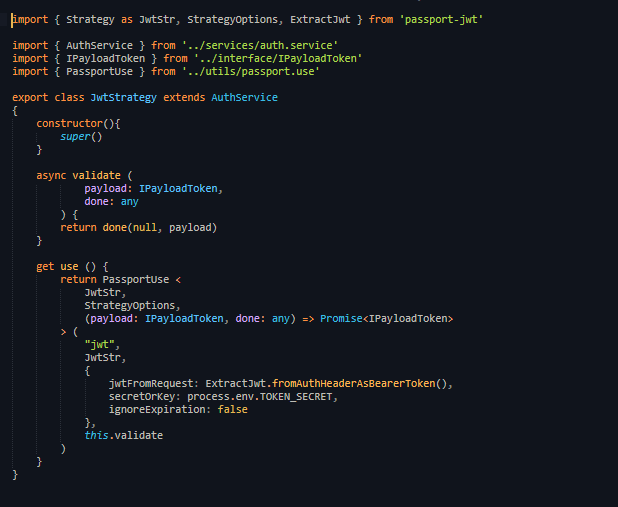 import { Strategy as JwtStr, StrategyOptions, ExtractJwt } from 'passport-jwt'
import { AuthService } from '../services/auth.service'
import { IPayloadToken } from '../interface/IPayloadToken'
import { PassportUse } from '../utils/passport.use'
export class JwtStrategy extends AuthService
{
constructor(){
super()
}
async validate (
payload: IPayloadToken,
done: any
) {
return done(null, payload)
}
get use () {
return PassportUse <
JwtStr,
StrategyOptions,
(payload: IPayloadToken, done: any) => Promise<IPayloadToken>
> (
"jwt",
JwtStr,
{
jwtFromRequest: ExtractJwt.fromAuthHeaderAsBearerToken(),
secretOrKey: process.env.TOKEN_SECRET,
ignoreExpiration: false
},
this.validate
)
}
}